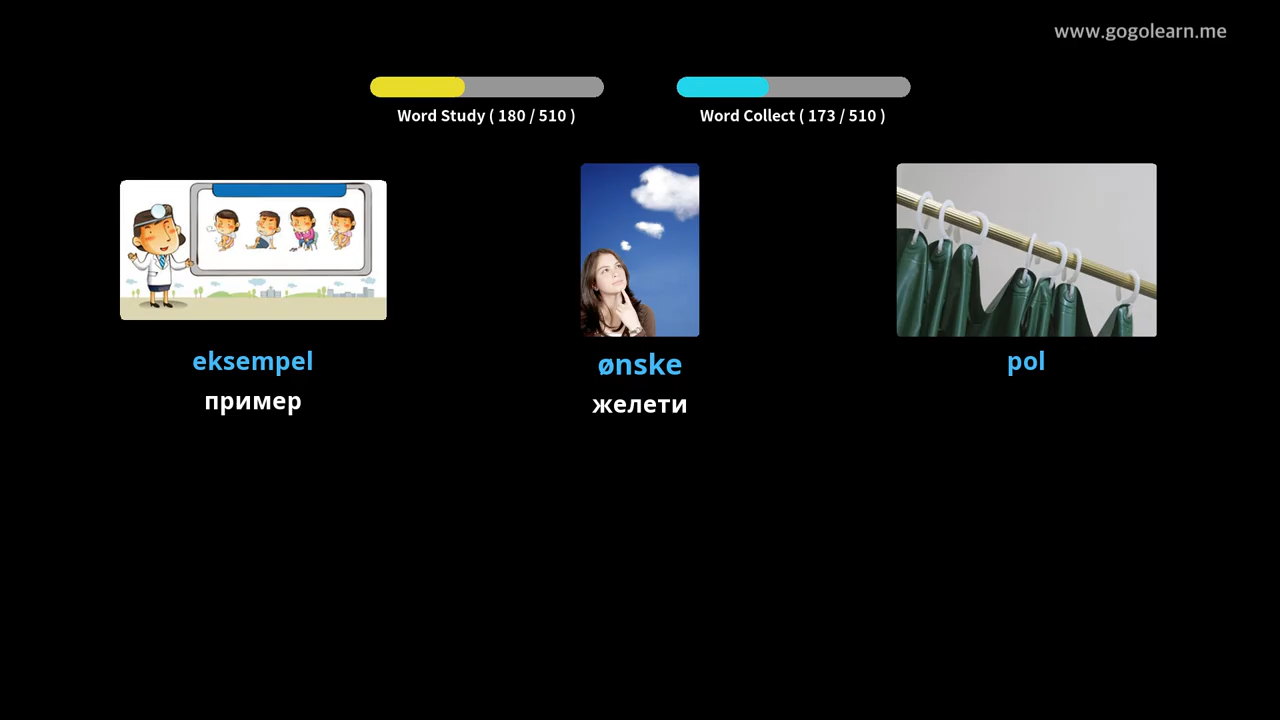 www.gogolearn.me
Word Study ( 180 / 510 )
Word Collect ( 173 / 510 )
eksempel
пример
ønske
желети
pol